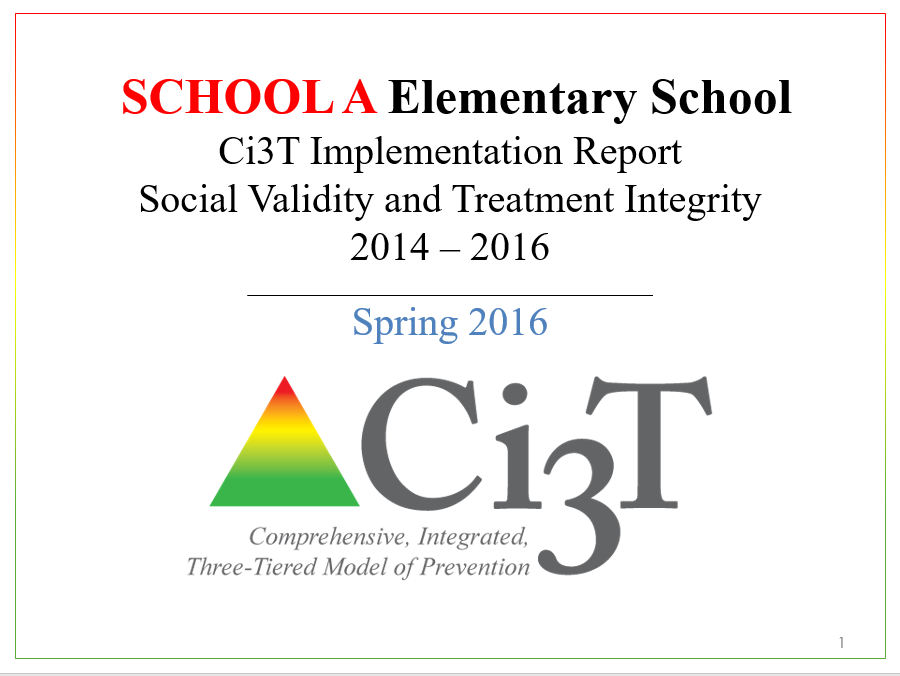 SCHOOL A Elementary School
Ci3T Implementation Report
Social Validity and Treatment Integrity
2014 – 2016
Spring 2016
Ci3T
Comprehensive, Integrated,
Three-Tiered Model of Prevention
1